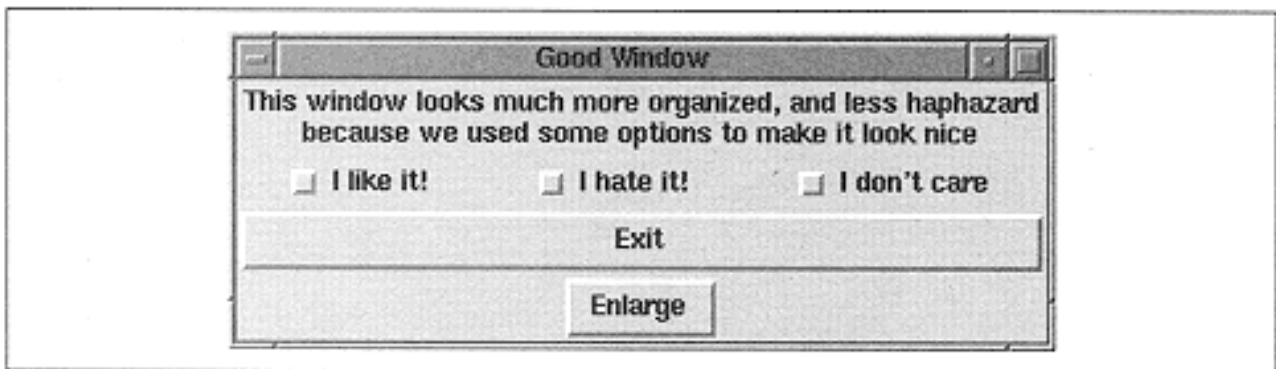 Good Window
This window looks much more organized, and less haphazard
because we used some options to make it look nice
I like it! I hate it! I don't care
Exit
Enlarge